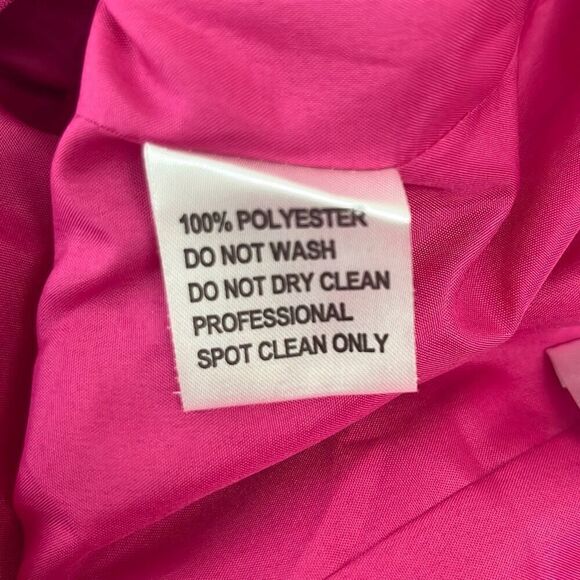 100% POLYESTER
DO NOT WASH
DO NOT DRY CLEAN
PROFESSIONAL
SPOT CLEAN ONLY